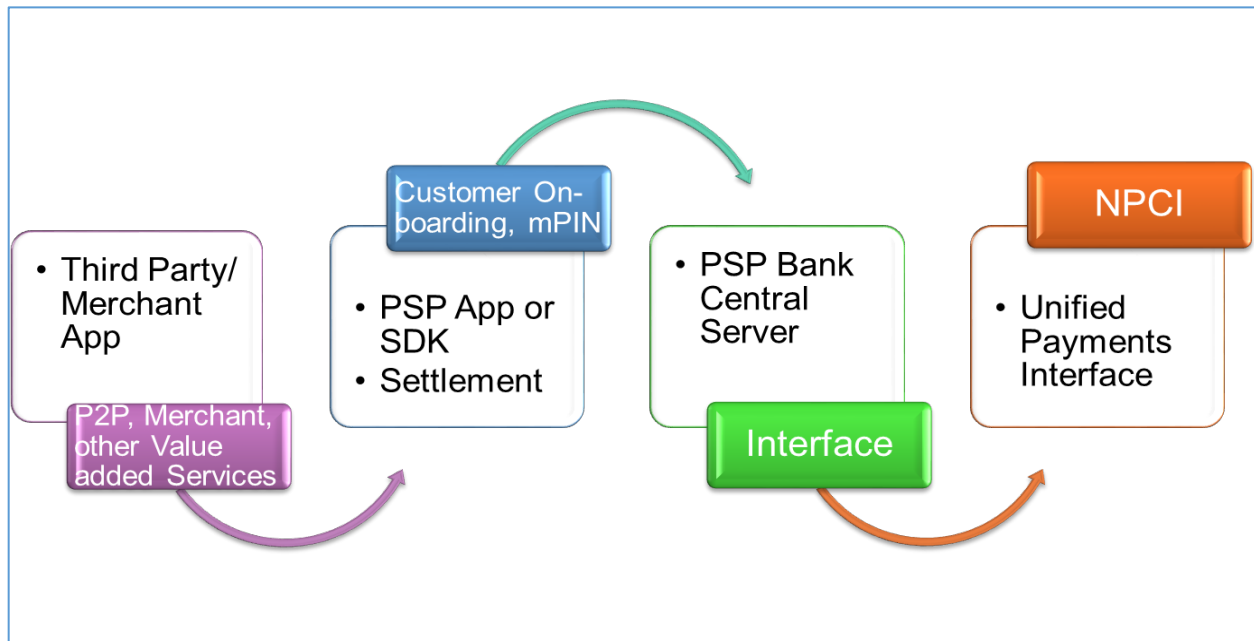 Third Party/
Merchant
App
P2P, Merchant,
other Value
added Services
Customer On-
boarding, mPIN
PSP App or
SDK
Settlement
PSP Bank
Central
Server
Interface
NPCI
Unified
Payments
Interface